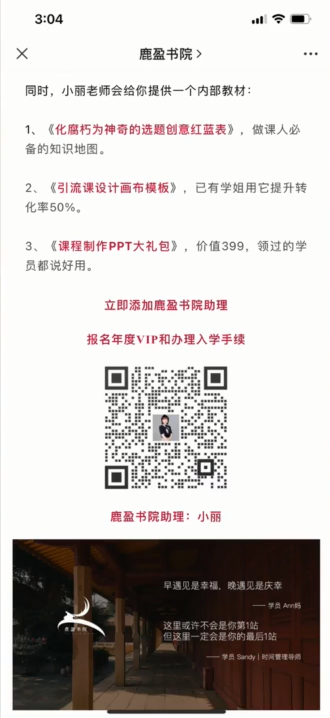 3:04
鹿盈书院
同时，小丽老师会给你提供一个内部教材：
1、《化腐朽为神奇的选题创意红蓝表》，做课人必
备的知识地图。
2、《引流课设计画布模板》，已有学姐用它提升转
化率50%。
3、《课程制作PPT大礼包》，价值399，领过的学
员都说好用。
立即添加鹿盈书院助理
报名年度VIP和办理入学手续
鹿盈书院助理：小丽
早遇见是幸福，晚遇见是庆幸
—— 学员 Ann妈
鹿盈书院
这里或许不会是你第1站
但这里一定会是你的最后1站
—— 学员 Sandy｜时间管理导师